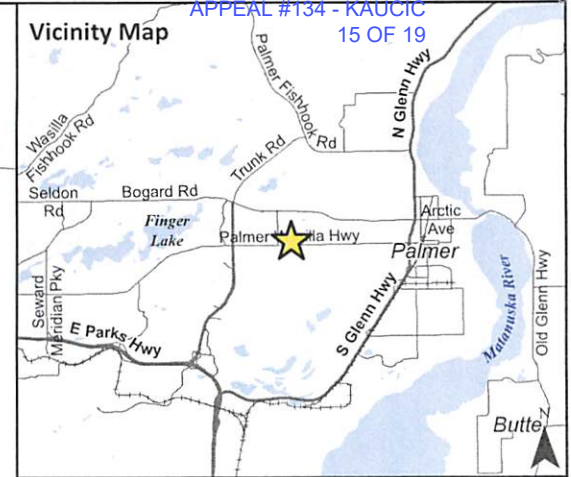 APPEAL #134 - KAUCIC
15 OF 19
Vicinity Map
Palmer Fishhook Rd
N Glenn Hwy
Wasilla
Fishhook Rd
Trunk Rd
Seldon
Rd
Bogard Rd
Finger
Lake
Arctic
Ave
Palmer
lla Hwy
Palmer
Seward
Meridian Pky
E Parks Hwy
S Glenn Hwy
Matanuska River
Old Glenn Hwy
Butte
N